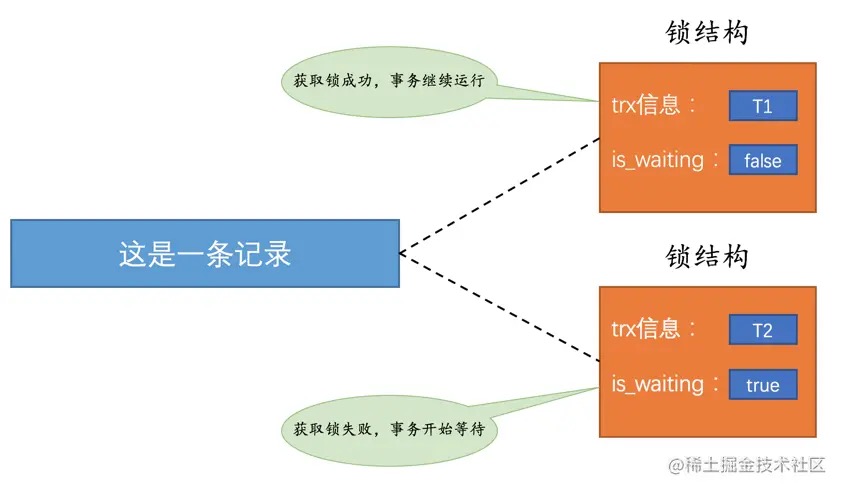 锁结构
获取锁成功，事务继续运行
trx信息：
T1
is_waiting：
false
这是一条记录
锁结构
trx信息：
T2
is_waiting：
true
获取锁失败，事务开始等待
@稀土掘金技术社区